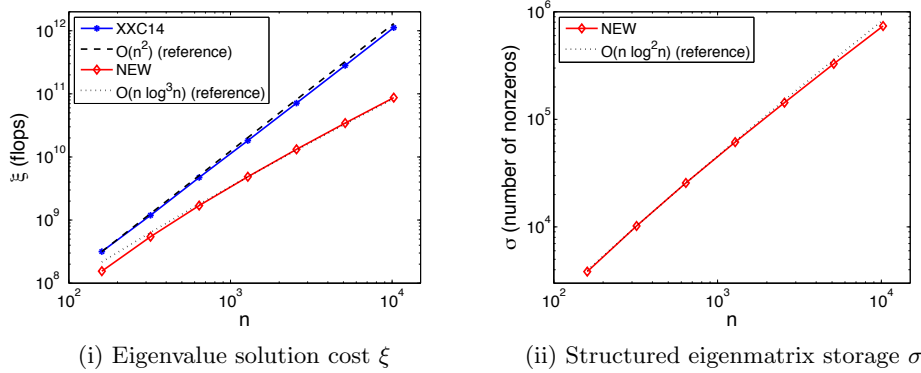 10^12
10^11
10^10
10^9
10^8
ξ (flops)
XXC14
O(n^2) (reference)
NEW
O(n log^3n) (reference)
10^2
10^3
10^4
n
(i) Eigenvalue solution cost ξ
10^6
10^5
10^4
σ (number of nonzeros)
NEW
O(n log^2n) (reference)
10^2
10^3
10^4
n
(ii) Structured eigenmatrix storage σ